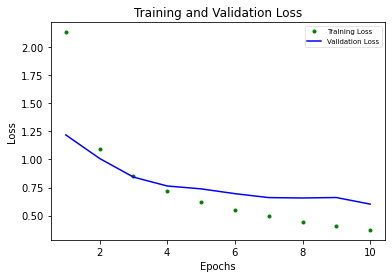 Training and Validation Loss
Training Loss
Validation Loss
2.00
1.75
1.50
1.25
1.00
0.75
0.50
Loss
2
4
6
8
10
Epochs